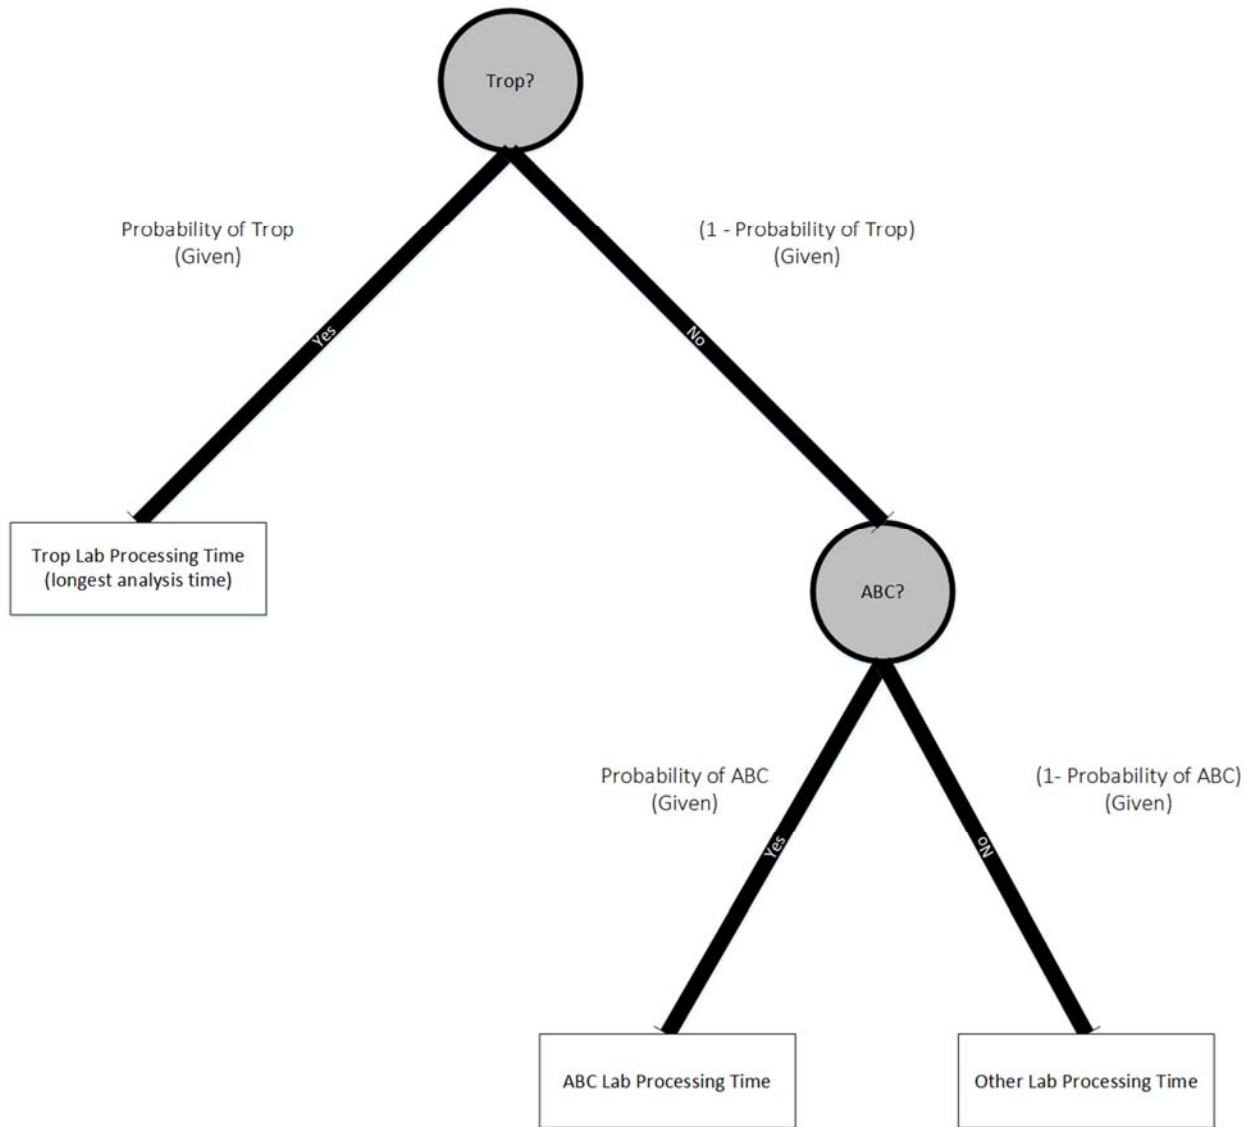 Trop?
Probability of Trop
(Given)
(1 - Probability of Trop)
(Given)
Yes
No
Trop Lab Processing Time
(longest analysis time)
ABC?
Probability of ABC
(Given)
(1- Probability of ABC)
(Given)
Yes
No
ABC Lab Processing Time
Other Lab Processing Time